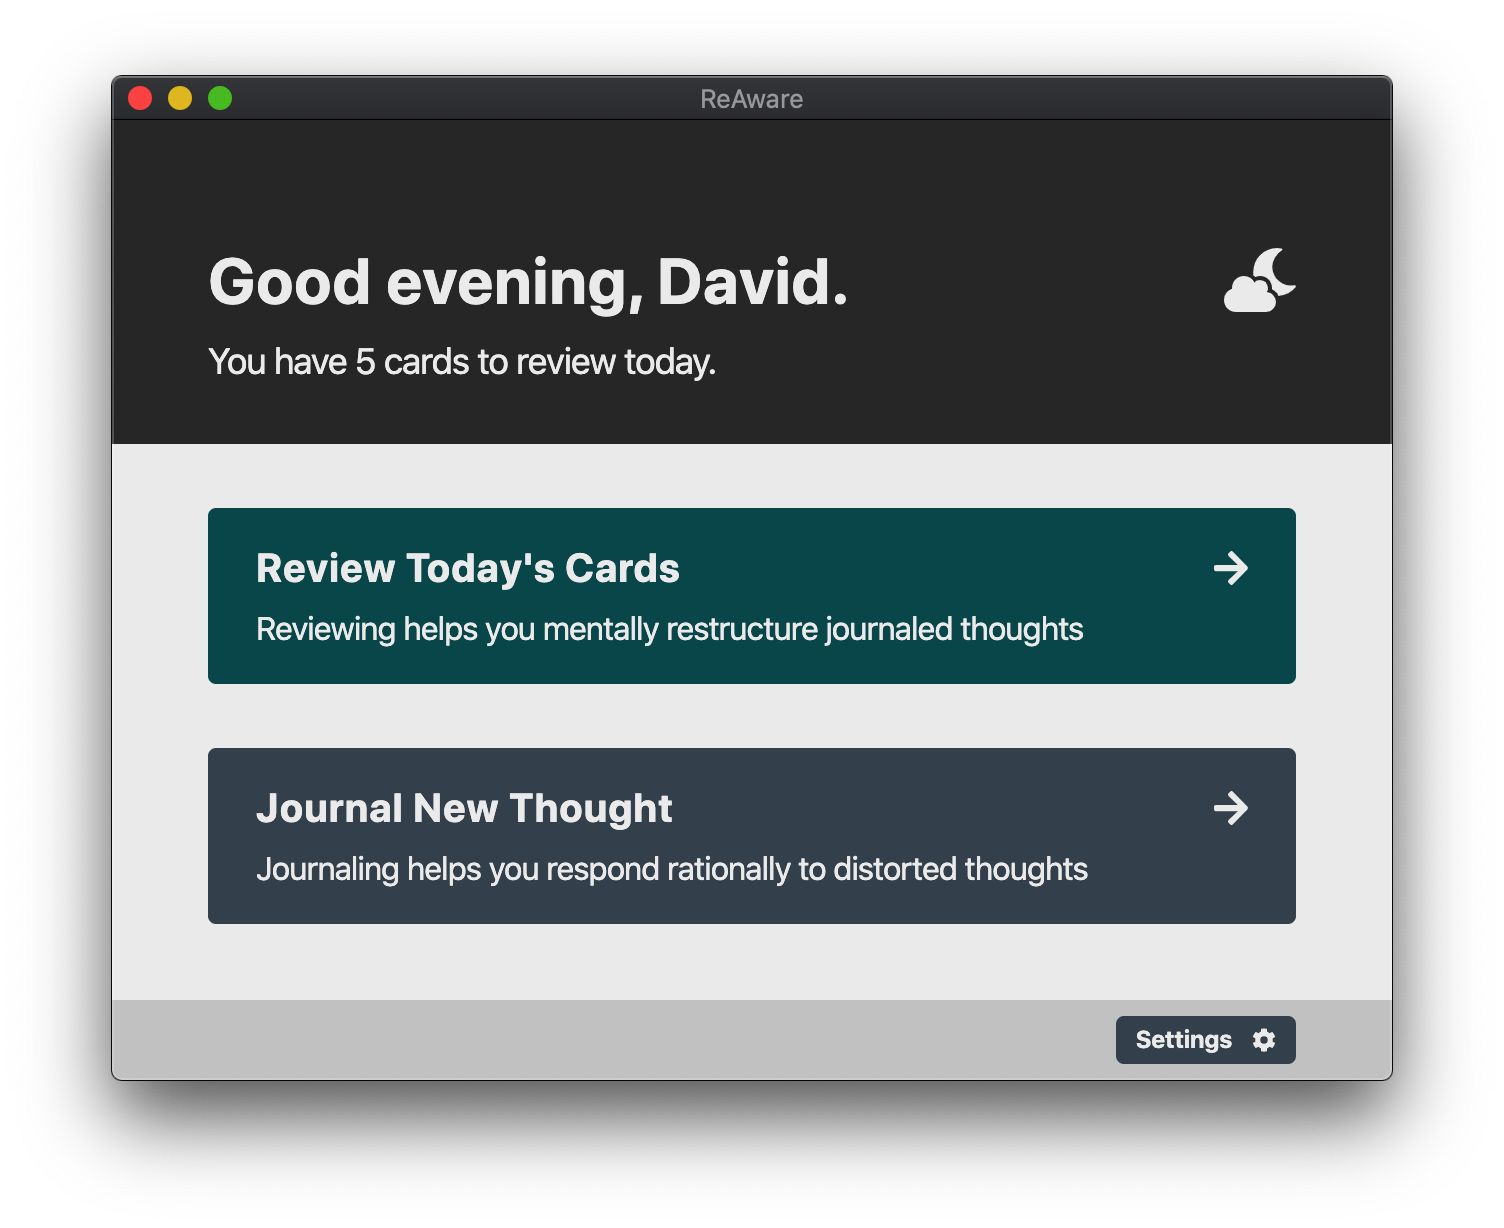 ReAware
Good evening, David.
You have 5 cards to review today.
Review Today's Cards
Reviewing helps you mentally restructure journaled thoughts
Journal New Thought
Journaling helps you respond rationally to distorted thoughts
Settings